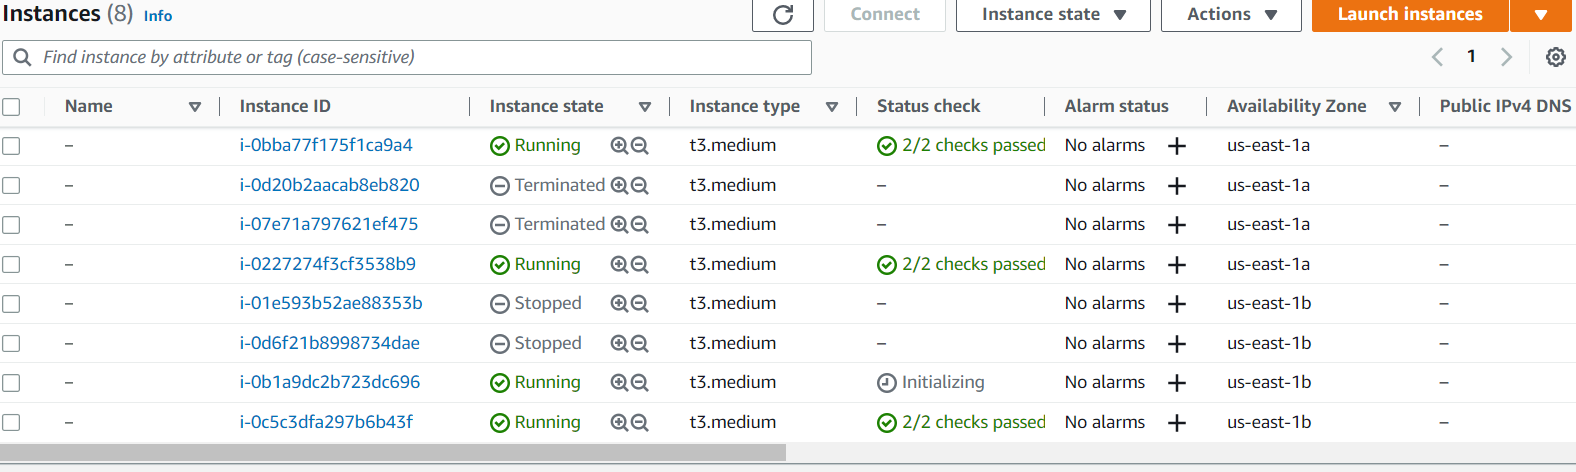 Instances (8) Info Connect Instance state Actions Launch instances
Find instance by attribute or tag (case-sensitive) 1
Name Instance ID Instance state Instance type Status check Alarm status Availability Zone Public IPv4 DNS
– i-0bba77f175f1ca9a4 Running t3.medium 2/2 checks passed No alarms + us-east-1a –
– i-0d20b2aacab8eb820 Terminated t3.medium – No alarms + us-east-1a –
– i-07e71a797621ef475 Terminated t3.medium – No alarms + us-east-1a –
– i-0227274f3cf3538b9 Running t3.medium 2/2 checks passed No alarms + us-east-1a –
– i-01e593b52ae88353b Stopped t3.medium – No alarms + us-east-1b –
– i-0d6f21b8998734dae Stopped t3.medium – No alarms + us-east-1b –
– i-0b1a9dc2b723dc696 Running t3.medium Initializing No alarms + us-east-1b –
– i-0c5c3dfa297b6b43f Running t3.medium 2/2 checks passed No alarms + us-east-1b –